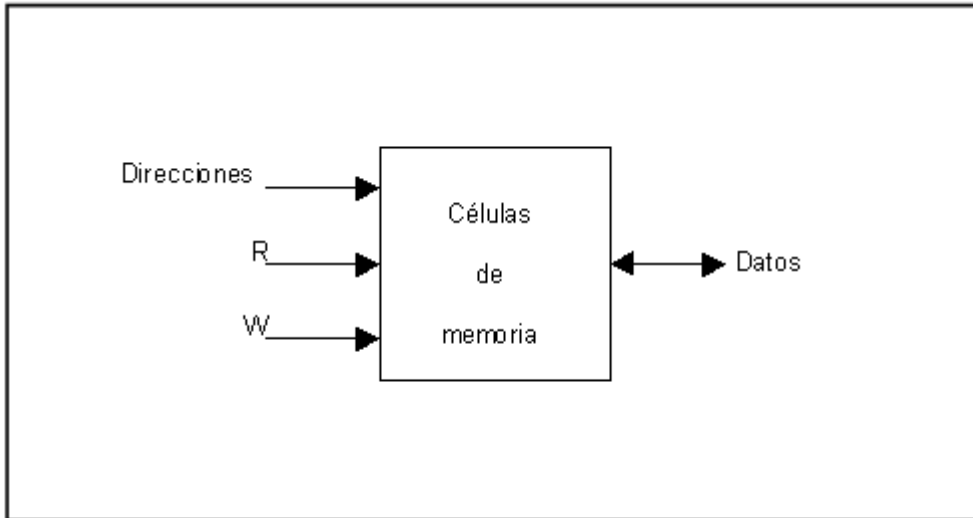 Direcciones
R
W
Células
de
memoria
Datos